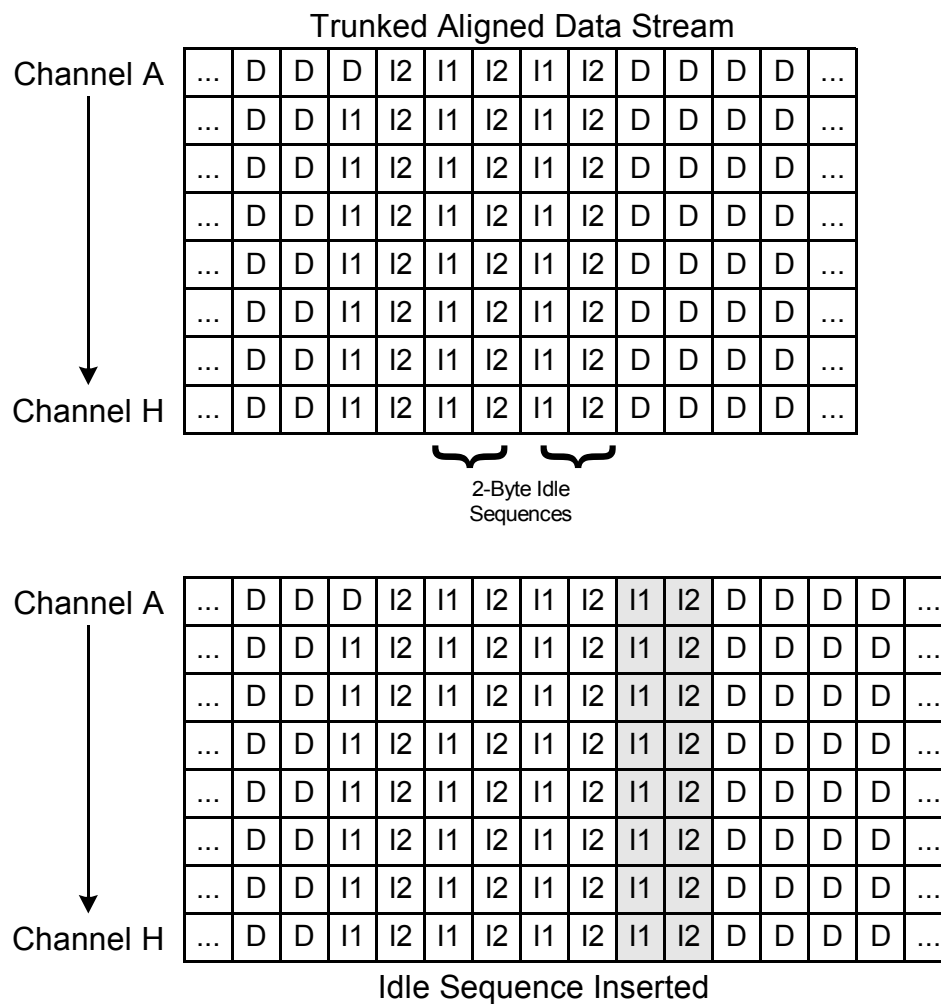 Trunked Aligned Data Stream
Channel A ... D D D I2 I1 I2 I1 I2 D D D D ...
... D D I1 I2 I1 I2 I1 I2 D D D D ...
... D D I1 I2 I1 I2 I1 I2 D D D D ...
... D D I1 I2 I1 I2 I1 I2 D D D D ...
... D D I1 I2 I1 I2 I1 I2 D D D D ...
... D D I1 I2 I1 I2 I1 I2 D D D D ...
... D D I1 I2 I1 I2 I1 I2 D D D D ...
Channel H ... D D I1 I2 I1 I2 I1 I2 D D D D ...
2-Byte Idle
Sequences
Channel A ... D D D I2 I1 I2 I1 I2 I1 I2 D D D D ...
... D D I1 I2 I1 I2 I1 I2 I1 I2 D D D D ...
... D D I1 I2 I1 I2 I1 I2 I1 I2 D D D D ...
... D D I1 I2 I1 I2 I1 I2 I1 I2 D D D D ...
... D D I1 I2 I1 I2 I1 I2 I1 I2 D D D D ...
... D D I1 I2 I1 I2 I1 I2 I1 I2 D D D D ...
... D D I1 I2 I1 I2 I1 I2 I1 I2 D D D D ...
Channel H ... D D I1 I2 I1 I2 I1 I2 I1 I2 D D D D ...
Idle Sequence Inserted